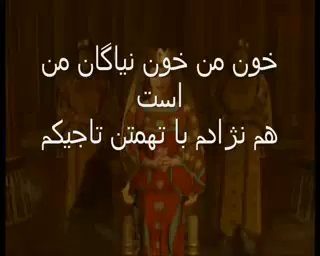 خون من خون نیاگان من
است
هم نژادم با تهمتن تاجیکم